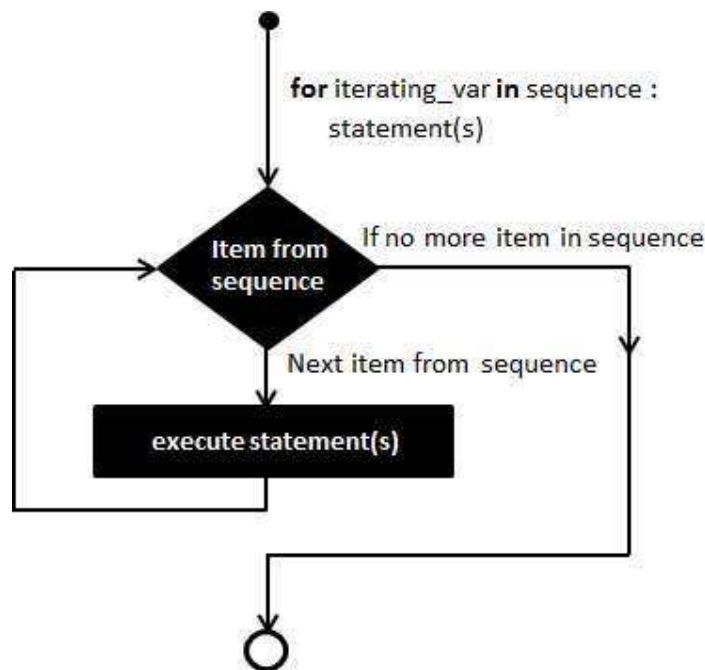 for iterating_var in sequence :
statement(s)
If no more item in sequence
Item from
sequence
Next item from sequence
execute statement(s)